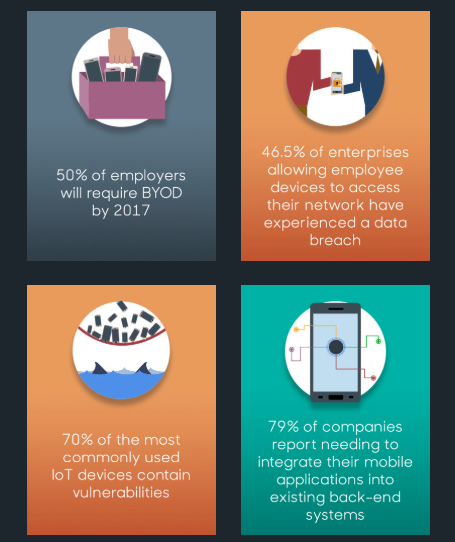 50% of employers
will require BYOD
by 2017
46.5% of enterprises
allowing employee
devices to access
their network have
experienced a data
breach
70% of the most
commonly used
IoT devices contain
vulnerabilities
79% of companies
report needing to
integrate their mobile
applications into
existing back-end
systems